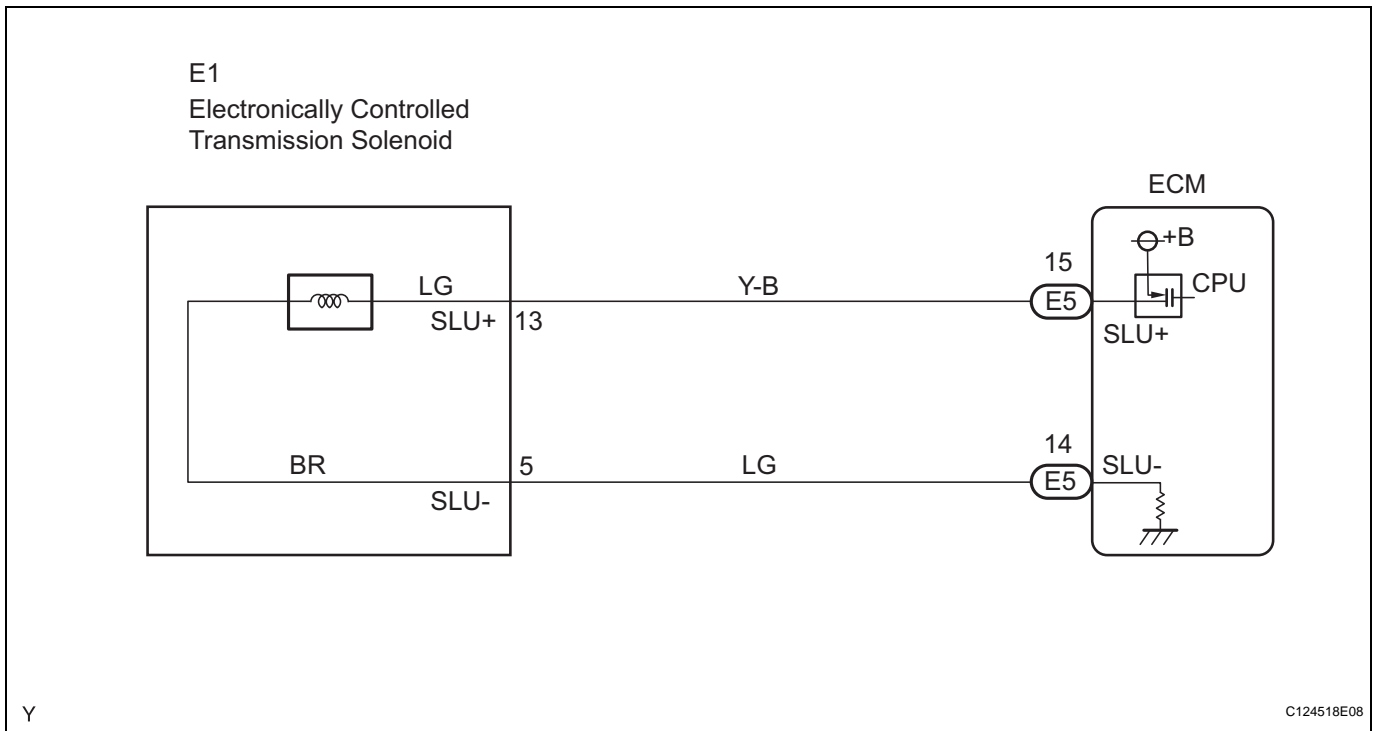 E1
Electronically Controlled
Transmission Solenoid
ECM
+B
15
LG
Y-B
E5
CPU
SLU+
13
SLU+
14
BR
5
LG
E5
SLU-
SLU-
Y
C124518E08